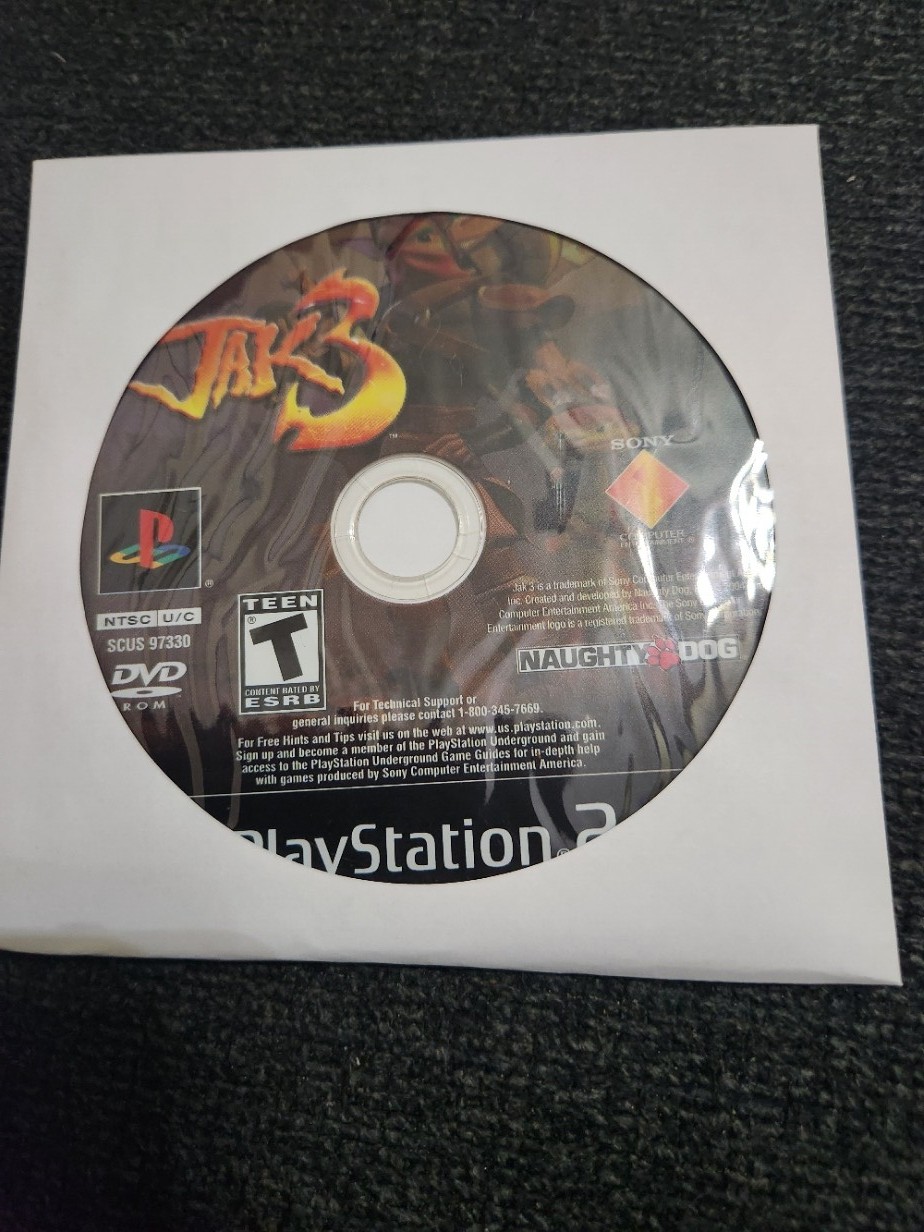 JAK3
™
SONY
COMPUTER
®
NTSC U/C
SCUS 97330
DVD
ROM
TEEN
®
T
CONTENT RATED BY
ESRB
Jak 3 is a trademark of Sony Computer
Inc. Created and developed by Naughty Dog,
Computer Entertainment America Inc. The Sony
Entertainment logo is a registered trademark of Sony
NAUGHTY DOG
For Technical Support or
general inquiries please contact 1-800-345-7669.
For Free Hints and Tips visit us on the web at www.us.playstation.com.
Sign up and become a member of the PlayStation Underground and gain
access to the PlayStation Underground Game Guides for in-depth help
with games produced by Sony Computer Entertainment America.
PlayStation®2